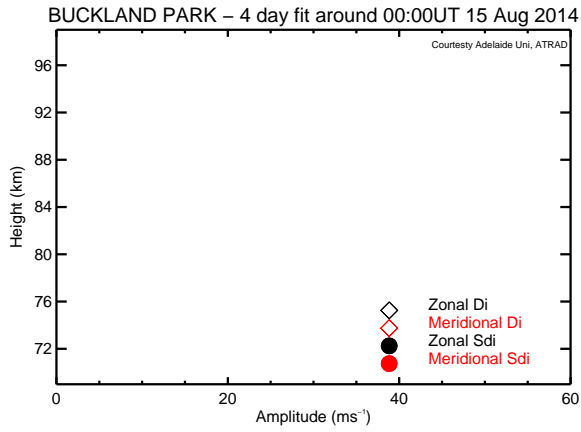 BUCKLAND PARK – 4 day fit around 00:00UT 15 Aug 2014
Courtesty Adelaide Uni, ATRAD
96
92
88
84
80
76
72
Height (km)
Zonal Di
Meridional Di
Zonal Sdi
Meridional Sdi
0 20 40 60
Amplitude (ms⁻¹)